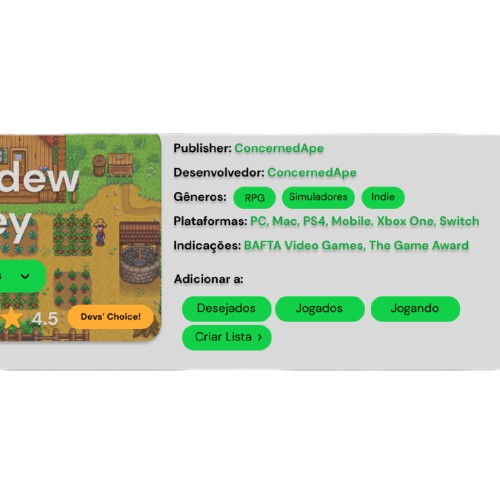 Publisher: ConcernedApe
Desenvolvedor: ConcernedApe
Gêneros: RPG Simuladores Indie
Plataformas: PC, Mac, PS4, Mobile, Xbox One, Switch
Indicações: BAFTA Video Games, The Game Award
Adicionar a:
Desejados Jogados Jogando
Criar Lista ›
dew
ey
s
4.5 Devs' Choice!